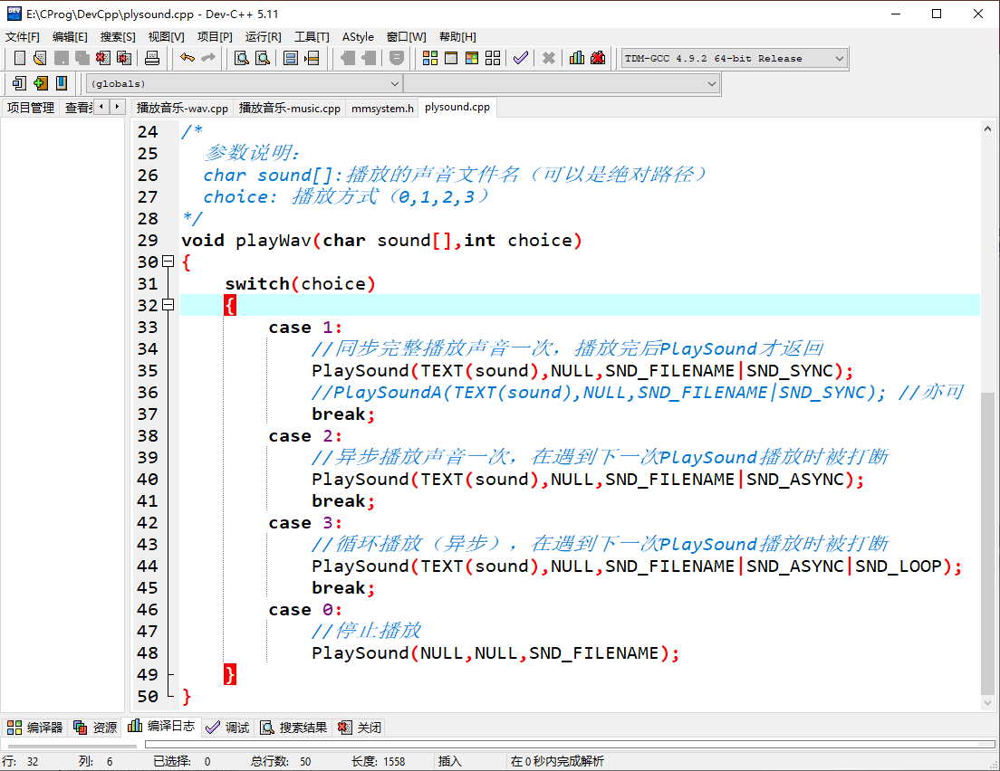 E:\CProg\DevCpp\plysound.cpp - Dev-C++ 5.11
文件[F] 编辑[E] 搜索[S] 视图[V] 项目[P] 运行[R] 工具[T] AStyle 窗口[W] 帮助[H]
TDM-GCC 4.9.2 64-bit Release
(globals)
项目管理 查看 播放音乐-wav.cpp 播放音乐-music.cpp mmsystem.h plysound.cpp
24 /*
25 参数说明:
26 char sound[]:播放的声音文件名（可以是绝对路径）
27 choice: 播放方式（0,1,2,3）
28 */
29 void playWav(char sound[],int choice)
30 {
31 switch(choice)
32 {
33 case 1:
34 //同步完整播放声音一次，播放完后PlaySound才返回
35 PlaySound(TEXT(sound),NULL,SND_FILENAME|SND_SYNC);
36 //PlaySoundA(TEXT(sound),NULL,SND_FILENAME|SND_SYNC); //亦可
37 break;
38 case 2:
39 //异步播放声音一次，在遇到下一次PlaySound播放时被打断
40 PlaySound(TEXT(sound),NULL,SND_FILENAME|SND_ASYNC);
41 break;
42 case 3:
43 //循环播放（异步），在遇到下一次PlaySound播放时被打断
44 PlaySound(TEXT(sound),NULL,SND_FILENAME|SND_ASYNC|SND_LOOP);
45 break;
46 case 0:
47 //停止播放
48 PlaySound(NULL,NULL,SND_FILENAME);
49 }
50 }
编译器 资源 编译日志 调试 搜索结果 关闭
行: 32 列: 6 已选择: 0 总行数: 50 长度: 1558 插入 在 0 秒内完成解析